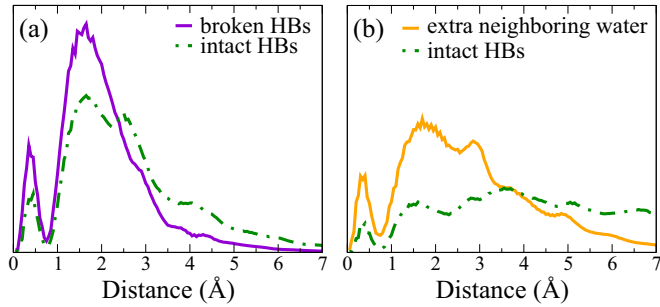 (a)
broken HBs
intact HBs
0 1 2 3 4 5 6 7
Distance (Å)
(b)
extra neighboring water
intact HBs
0 1 2 3 4 5 6 7
Distance (Å)